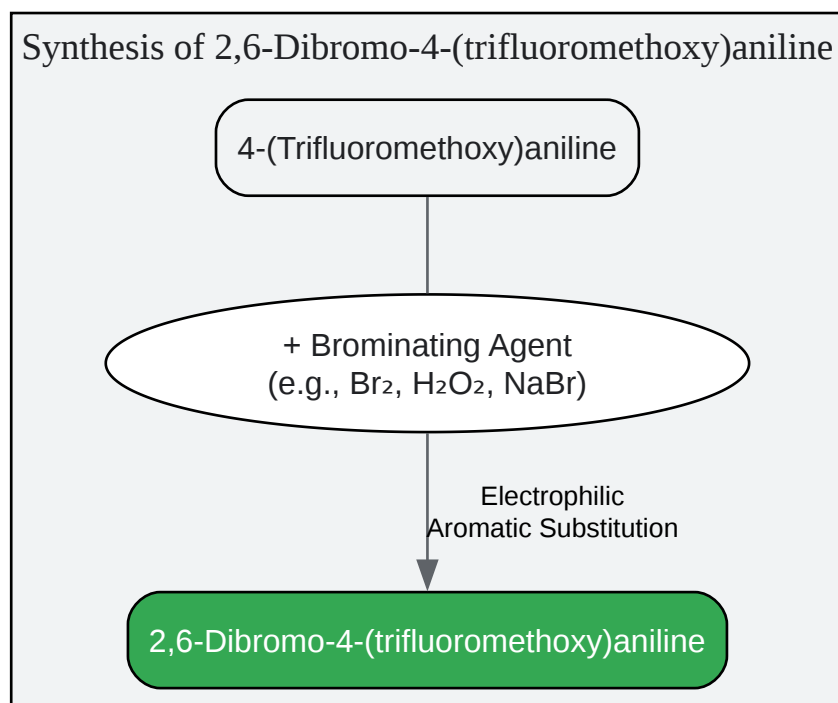 Synthesis of 2,6-Dibromo-4-(trifluoromethoxy)aniline
4-(Trifluoromethoxy)aniline
+ Brominating Agent
(e.g., Br₂, H₂O₂, NaBr)
Electrophilic
Aromatic Substitution
2,6-Dibromo-4-(trifluoromethoxy)aniline